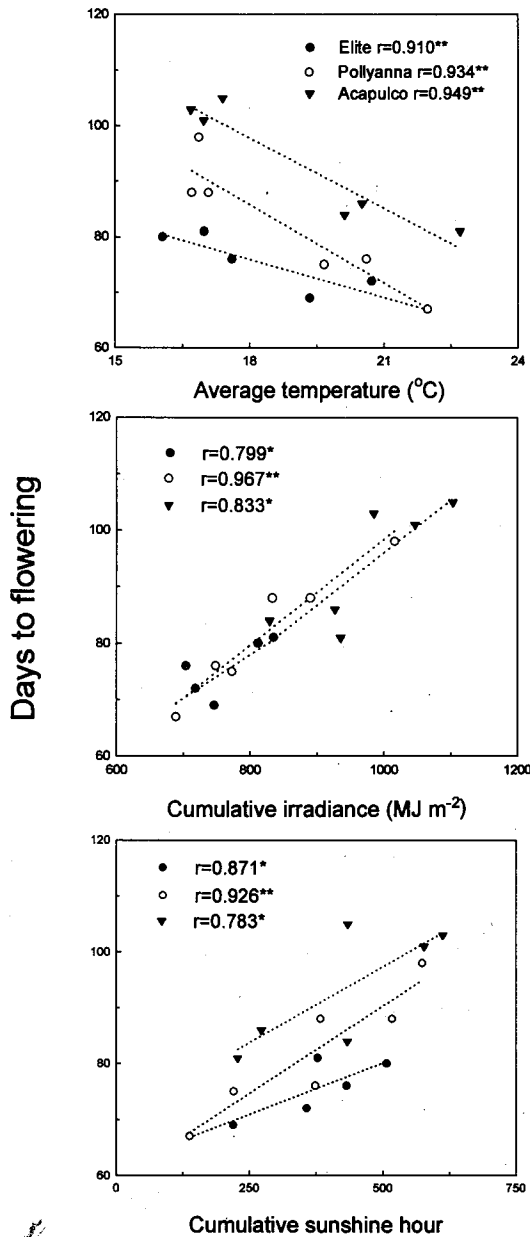 Days to flowering
120
Elite r=0.910**
Pollyanna r=0.934**
Acapulco r=0.949**
100
80
60
15 18 21 24
Average temperature (°C)
120
r=0.799*
r=0.967**
r=0.833*
100
80
60
600 800 1000 1200
Cumulative irradiance (MJ m⁻²)
120
r=0.871*
r=0.926**
r=0.783*
100
80
60
0 250 500 750
Cumulative sunshine hour